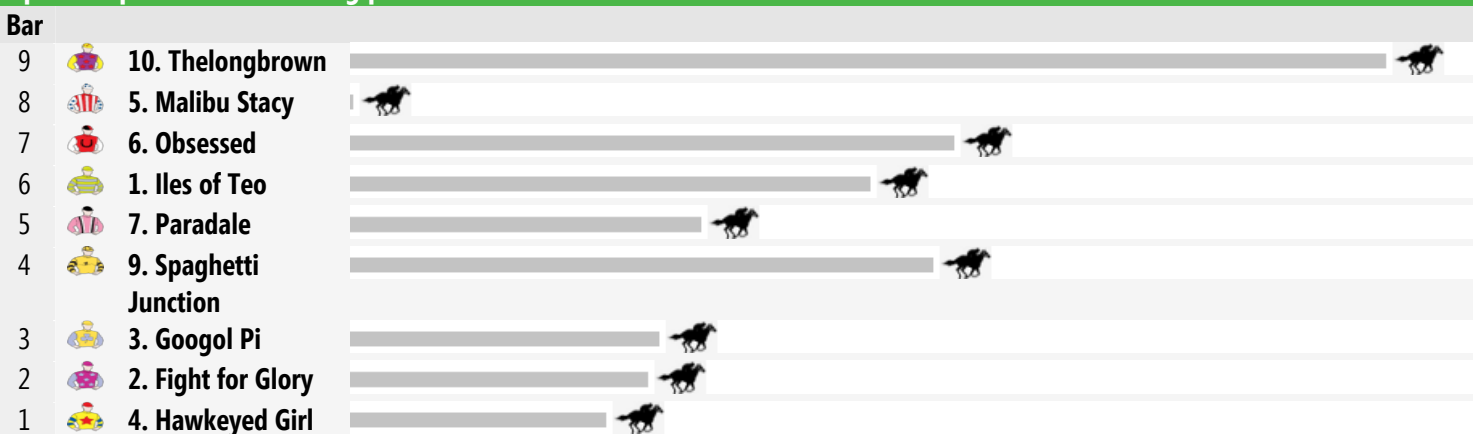 Bar
9 10. Thelongbrown
8 5. Malibu Stacy
7 6. Obsessed
6 1. Iles of Teo
5 7. Paradale
4 9. Spaghetti
Junction
3 3. Googol Pi
2 2. Fight for Glory
1 4. Hawkeyed Girl